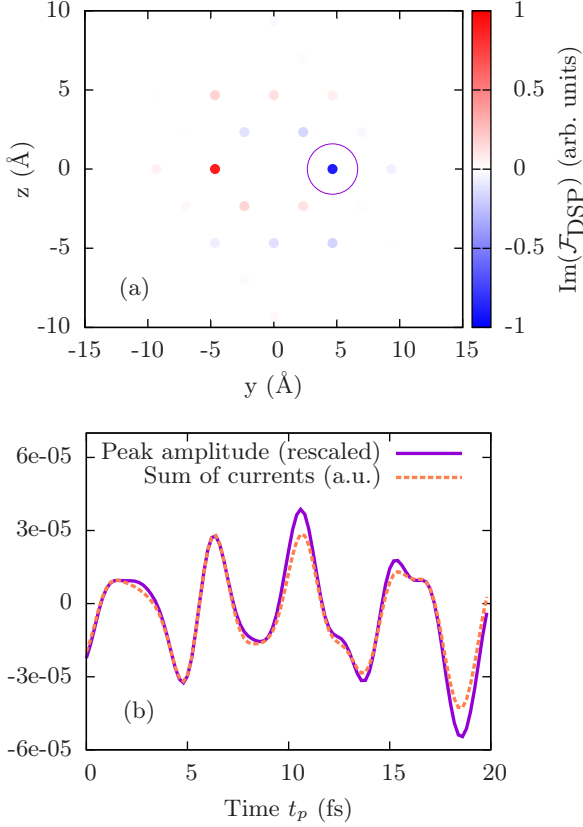 10
5
0
-5
-10
z (Å)
(a)
-15
-10
-5
0
5
10
15
y (Å)
1
0.5
0
-0.5
-1
Im(ℱDSP) (arb. units)
6e-05
3e-05
0
-3e-05
-6e-05
Peak amplitude (rescaled)
Sum of currents (a.u.)
(b)
0
5
10
15
20
Time tp (fs)